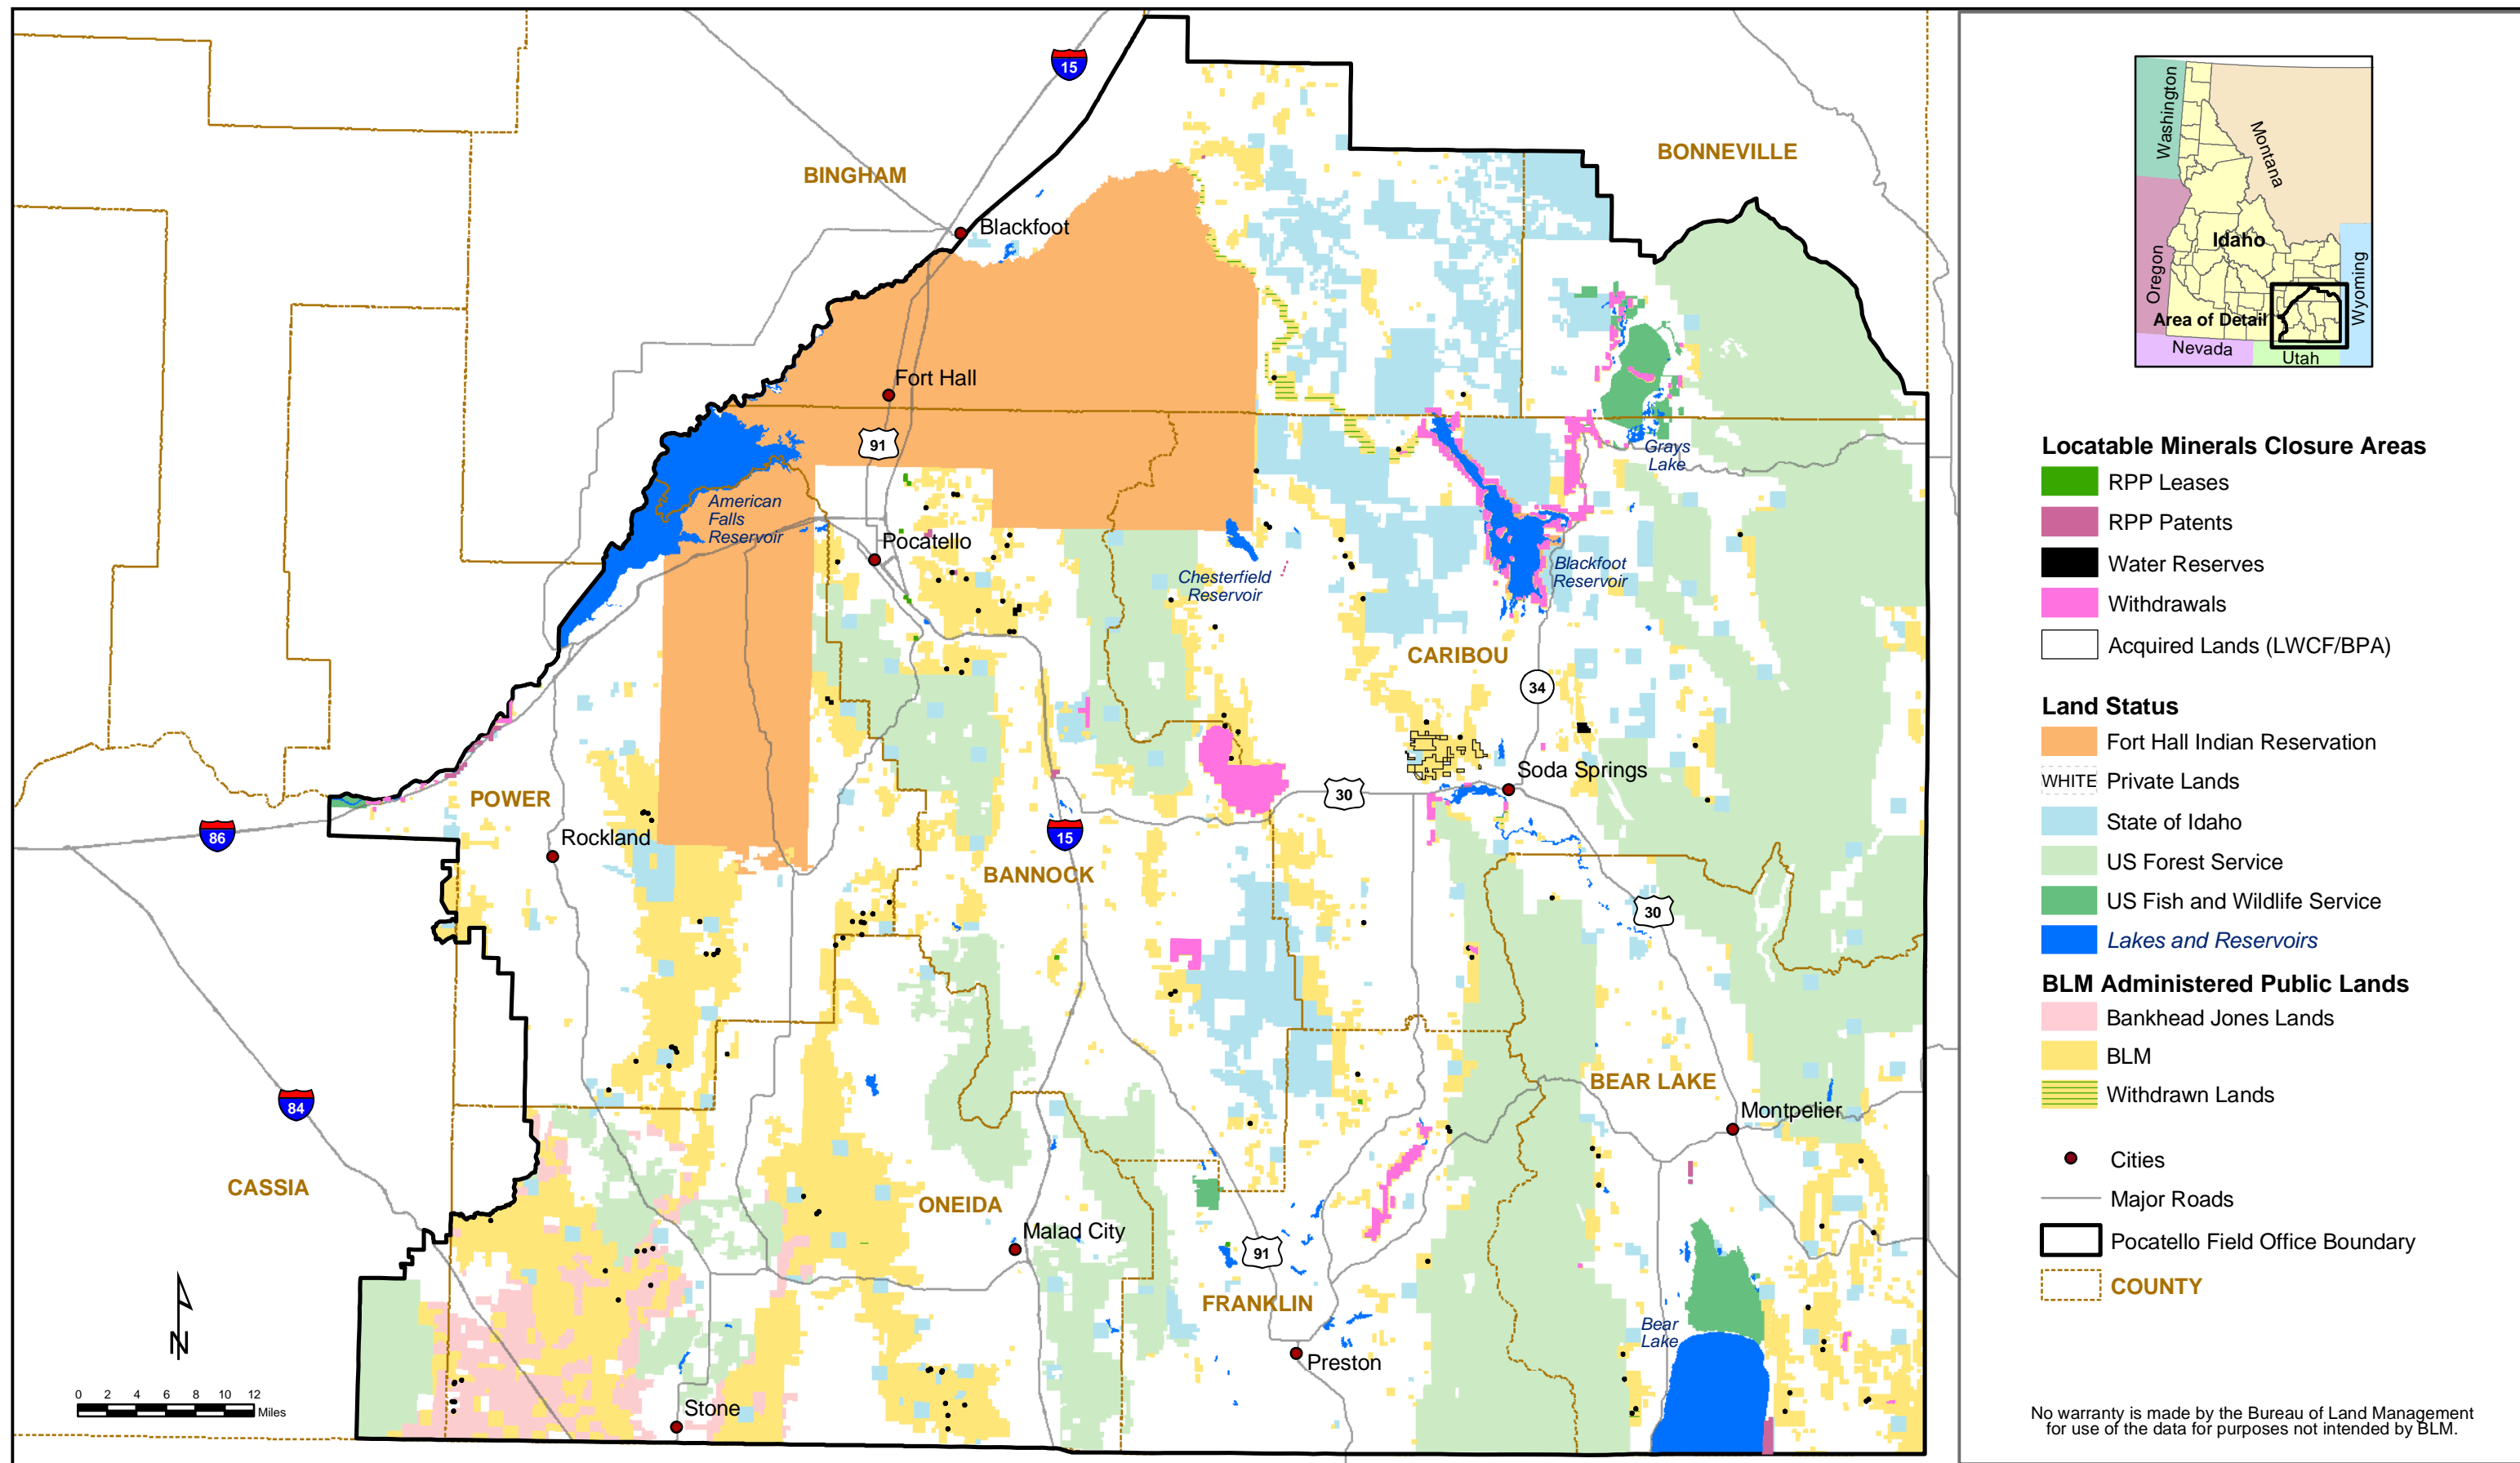 15
BINGHAM
BONNEVILLE
Blackfoot
Fort Hall
91
American
Falls
Reservoir
Pocatello
Grays
Lake
Chesterfield
Reservoir
Blackfoot
Reservoir
CARIBOU
34
Soda Springs
30
POWER
86
Rockland
15
BANNOCK
30
84
BEAR LAKE
Montpelier
CASSIA
ONEIDA
Malad City
91
FRANKLIN
Bear
Lake
Preston
Stone
N
0 2 4 6 8 10 12
Miles
Washington
Montana
Idaho
Oregon
Wyoming
Area of Detail
Nevada
Utah
Locatable Minerals Closure Areas
RPP Leases
RPP Patents
Water Reserves
Withdrawals
Acquired Lands (LWCF/BPA)
Land Status
Fort Hall Indian Reservation
WHITE Private Lands
State of Idaho
US Forest Service
US Fish and Wildlife Service
Lakes and Reservoirs
BLM Administered Public Lands
Bankhead Jones Lands
BLM
Withdrawn Lands
Cities
Major Roads
Pocatello Field Office Boundary
COUNTY
No warranty is made by the Bureau of Land Management
for use of the data for purposes not intended by BLM.